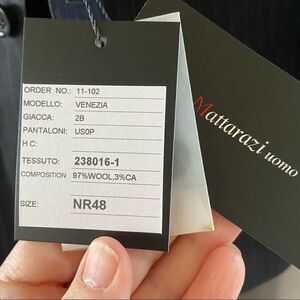 ORDER NO.: 11-102
MODELLO: VENEZIA
GIACCA: 2B
PANTALONI: US0P
H C:
TESSUTO: 238016-1
COMPOSITION: 97%WOOL,3%CA
SIZE: NR48
Mattarazi uomo